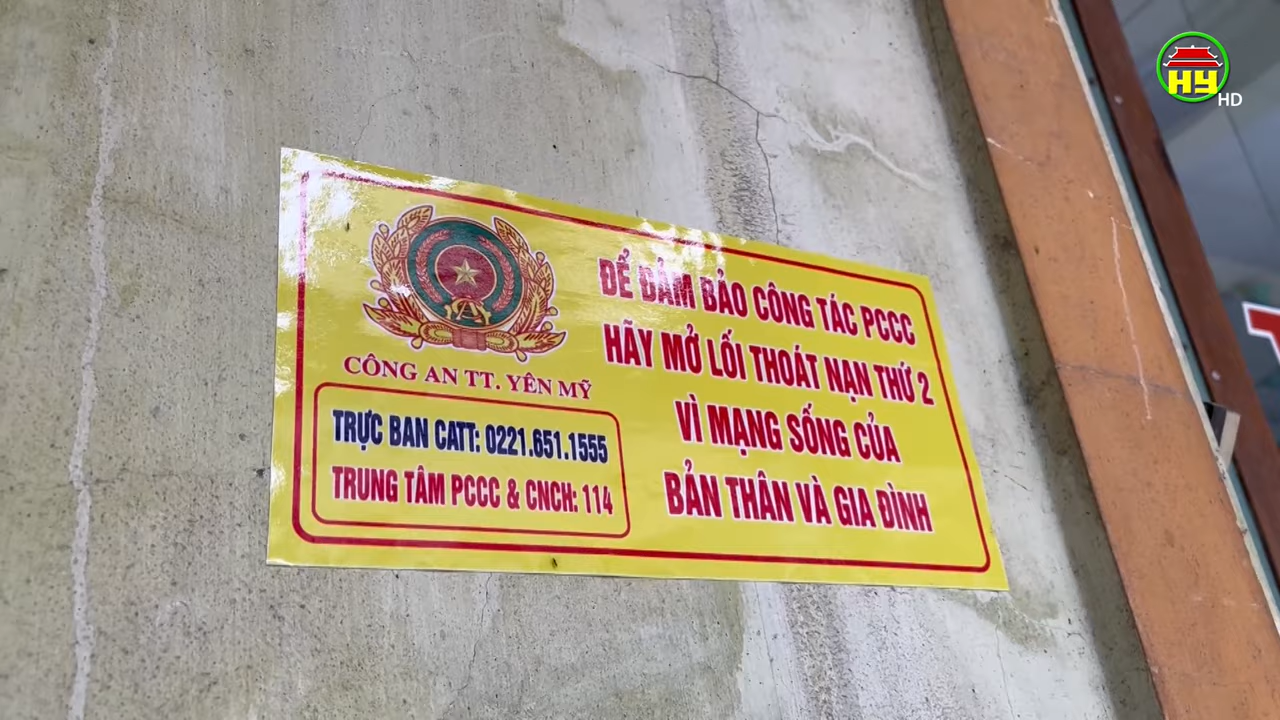 HY
HD
CÔNG AN TT. YÊN MỸ
TRỰC BAN CATT: 0221.651.1555
TRUNG TÂM PCCC & CNCH: 114
ĐỂ ĐẢM BẢO CÔNG TÁC PCCC
HÃY MỞ LỐI THOÁT NẠN THỨ 2
VÌ MẠNG SỐNG CỦA
BẢN THÂN VÀ GIA ĐÌNH